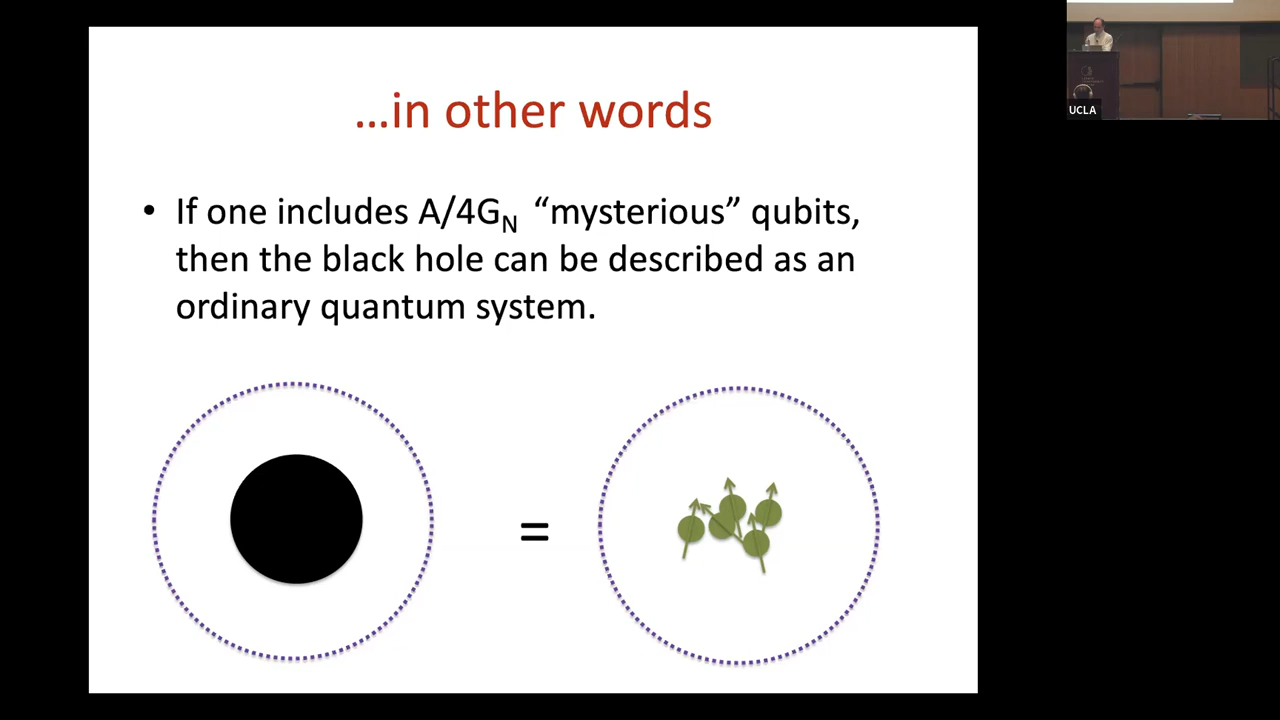 …in other words
• If one includes A/4G_N “mysterious” qubits,
then the black hole can be described as an
ordinary quantum system.
=
UCLA